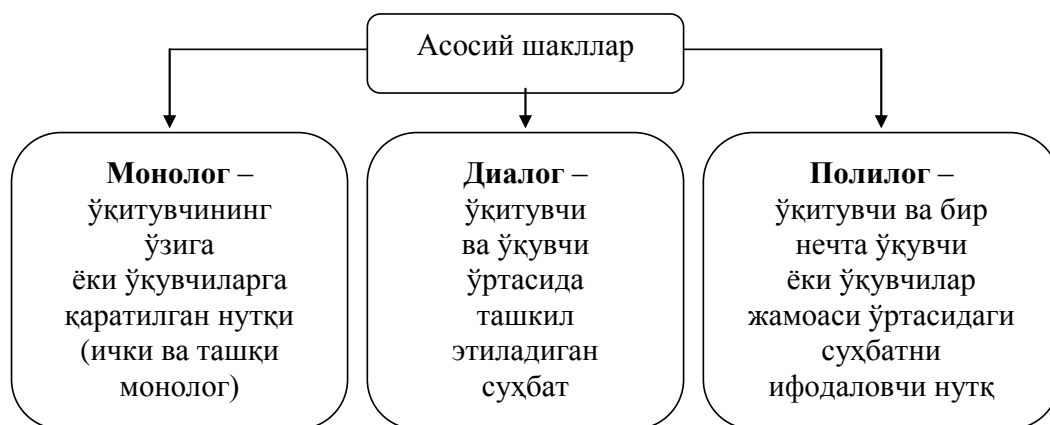 Асосий шакллар
Монолог –
ўқитувчининг
ўзига
ёки ўқувчиларга
қаратилган нутқи
(ички ва ташқи
монолог)
Диалог –
ўқитувчи
ва ўқувчи
ўртасида
ташкил
этиладиган
суҳбат
Полилог –
ўқитувчи ва бир
нечта ўқувчи
ёки ўқувчилар
жамоаси ўртасидаги
суҳбатни
ифодаловчи нутқ